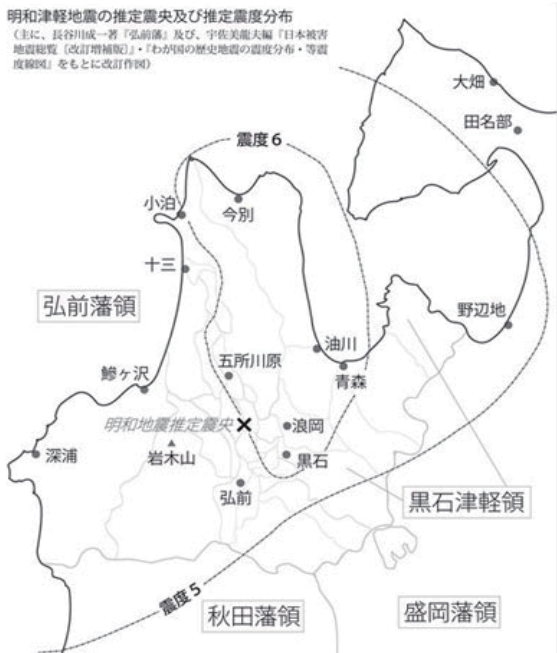 明和津軽地震の推定震央及び推定震度分布
（主に、長谷川成一著『弘前藩』及び、宇佐美龍夫編『日本被害
地震総覧〔改訂増補版〕』・『わが国の歴史地震の震度分布・等震
度線図』をもとに改訂作図）
大畑
田名部
震度6
小泊
今別
十三
弘前藩領
野辺地
油川
五所川原
青森
鰺ヶ沢
明和地震推定震央
浪岡
深浦
岩木山
黒石
弘前
黒石津軽領
震度5
秋田藩領
盛岡藩領